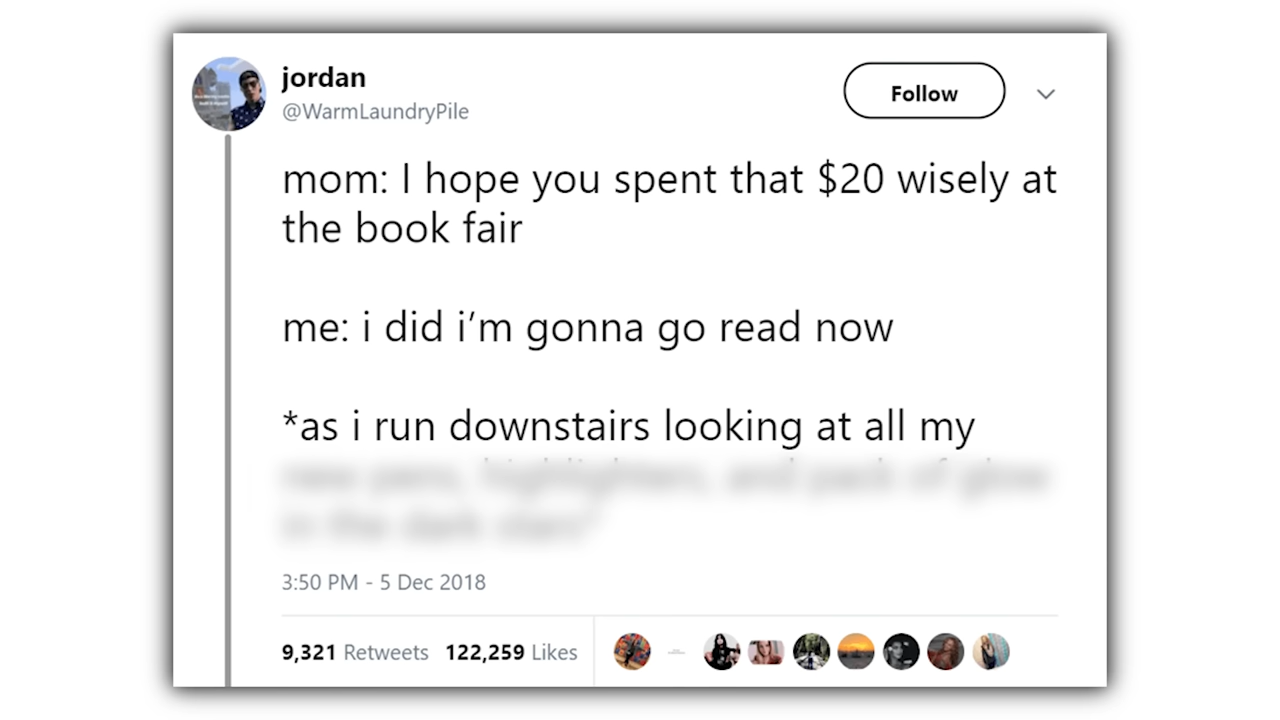 jordan
@WarmLaundryPile
Follow
mom: I hope you spent that $20 wisely at
the book fair
me: i did i’m gonna go read now
*as i run downstairs looking at all my
3:50 PM - 5 Dec 2018
9,321 Retweets 122,259 Likes